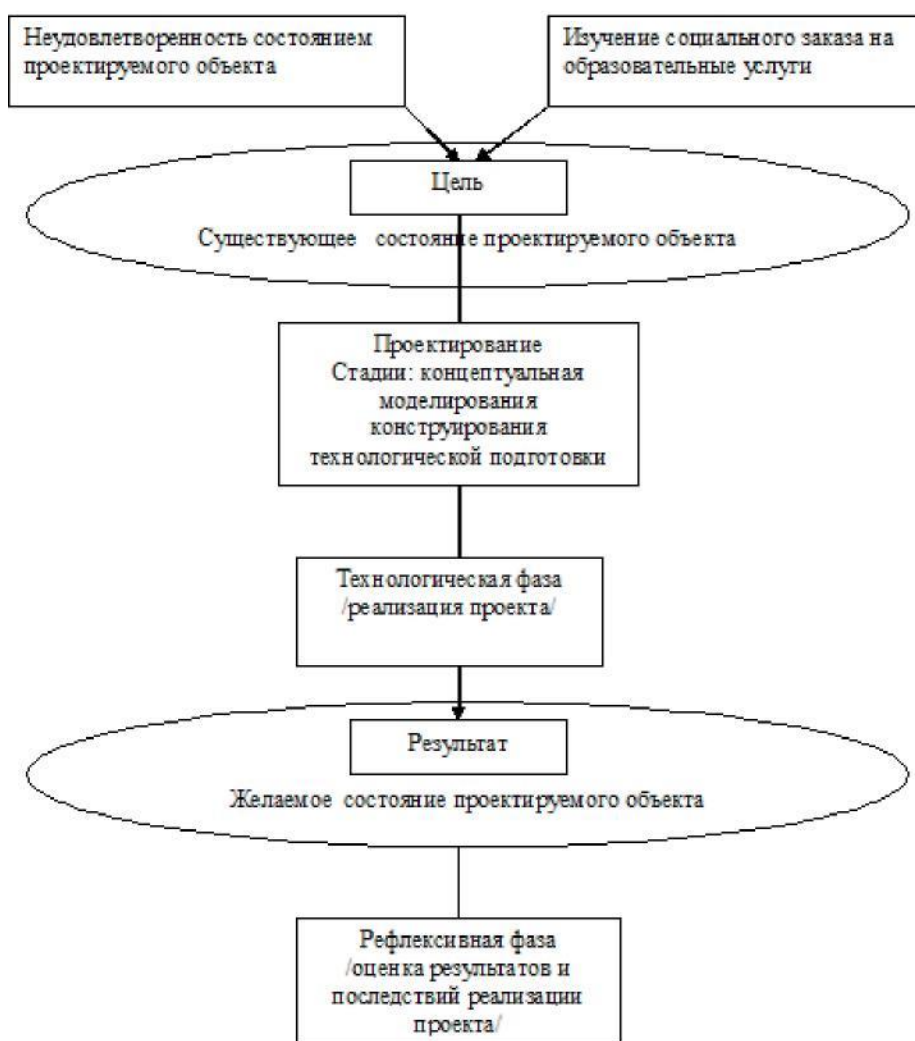 Неудовлетворенность состоянием
проектируемого объекта
Изучение социального заказа на
образовательные услуги
Цель
Существующее состояние проектируемого объекта
Проектирование
Стадии: концептуальная
моделирования
конструирования
технологической подготовки
Технологическая фаза
/реализация проекта/
Результат
Желаемое состояние проектируемого объекта
Рефлексивная фаза
/оценка результатов и
последствий реализации
проекта/